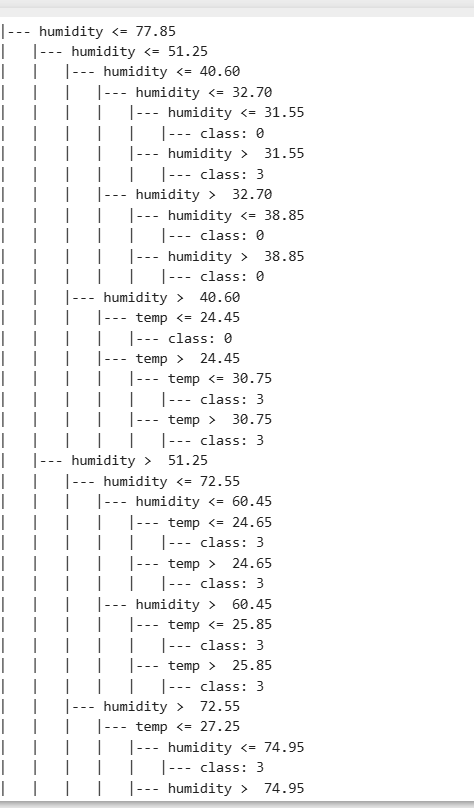 |--- humidity <= 77.85
|   |--- humidity <= 51.25
|   |   |--- humidity <= 40.60
|   |   |   |--- humidity <= 32.70
|   |   |   |   |--- humidity <= 31.55
|   |   |   |   |   |--- class: 0
|   |   |   |   |--- humidity >  31.55
|   |   |   |   |   |--- class: 3
|   |   |   |--- humidity >  32.70
|   |   |   |   |--- humidity <= 38.85
|   |   |   |   |   |--- class: 0
|   |   |   |   |--- humidity >  38.85
|   |   |   |   |   |--- class: 0
|   |   |--- humidity >  40.60
|   |   |   |--- temp <= 24.45
|   |   |   |   |--- class: 0
|   |   |   |--- temp >  24.45
|   |   |   |   |--- temp <= 30.75
|   |   |   |   |   |--- class: 3
|   |   |   |   |--- temp >  30.75
|   |   |   |   |   |--- class: 3
|   |--- humidity >  51.25
|   |   |--- humidity <= 72.55
|   |   |   |--- humidity <= 60.45
|   |   |   |   |--- temp <= 24.65
|   |   |   |   |   |--- class: 3
|   |   |   |   |--- temp >  24.65
|   |   |   |   |   |--- class: 3
|   |   |   |--- humidity >  60.45
|   |   |   |   |--- temp <= 25.85
|   |   |   |   |   |--- class: 3
|   |   |   |   |--- temp >  25.85
|   |   |   |   |   |--- class: 3
|   |   |--- humidity >  72.55
|   |   |   |--- temp <= 27.25
|   |   |   |   |--- humidity <= 74.95
|   |   |   |   |   |--- class: 3
|   |   |   |   |--- humidity >  74.95